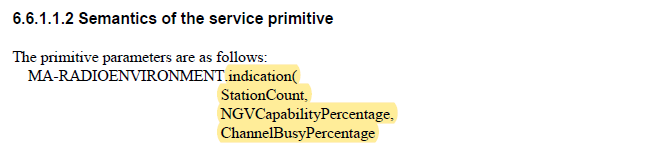 6.6.1.1.2 Semantics of the service primitive
The primitive parameters are as follows:
MA-RADIOENVIRONMENT.indication(
StationCount,
NGVCapabilityPercentage,
ChannelBusyPercentage